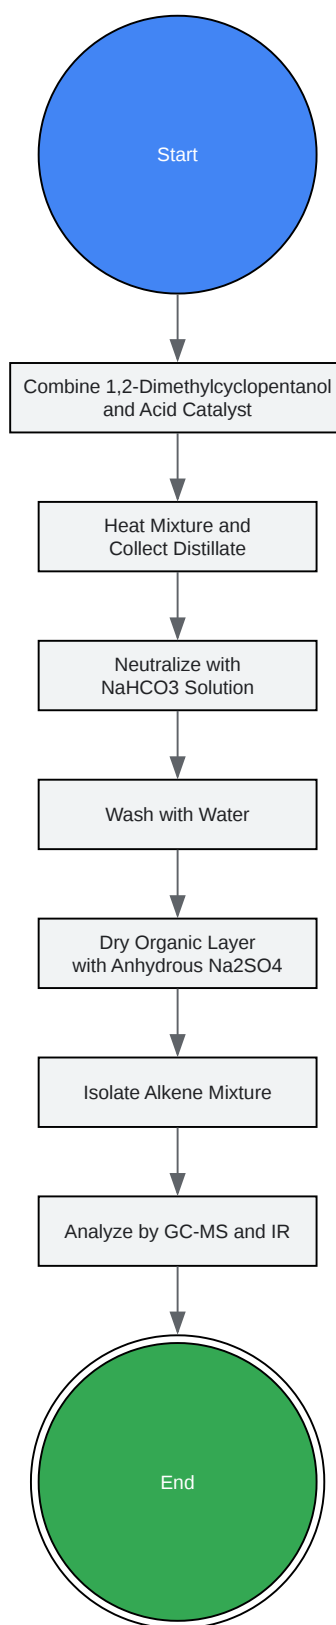 Start
Combine 1,2-Dimethylcyclopentanol
and Acid Catalyst
Heat Mixture and
Collect Distillate
Neutralize with
NaHCO3 Solution
Wash with Water
Dry Organic Layer
with Anhydrous Na2SO4
Isolate Alkene Mixture
Analyze by GC-MS and IR
End